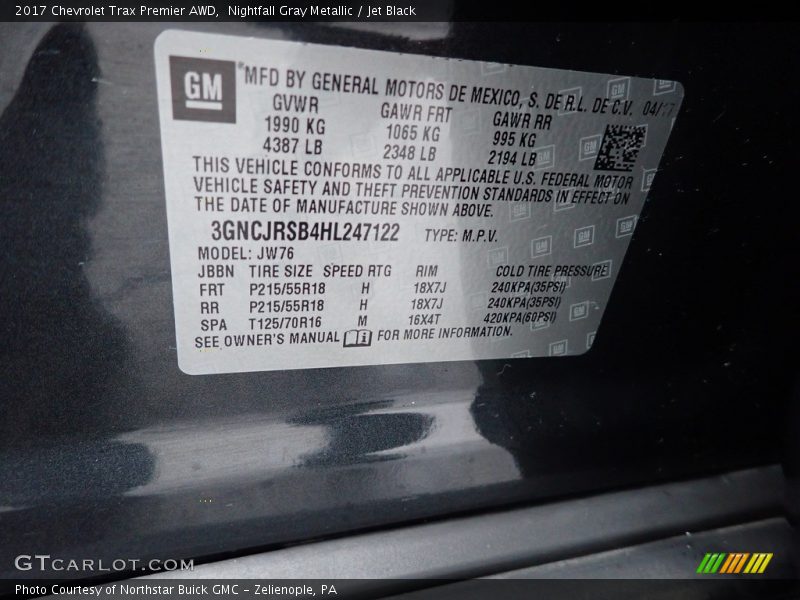 2017 Chevrolet Trax Premier AWD, Nightfall Gray Metallic / Jet Black
GM
MFD BY GENERAL MOTORS DE MEXICO, S. DE R.L. DE C.V. 04/17
GVWR GAWR FRT GAWR RR
1990 KG 1065 KG 995 KG
4387 LB 2348 LB 2194 LB
THIS VEHICLE CONFORMS TO ALL APPLICABLE U.S. FEDERAL MOTOR
VEHICLE SAFETY AND THEFT PREVENTION STANDARDS IN EFFECT ON
THE DATE OF MANUFACTURE SHOWN ABOVE.
3GNCJRSB4HL247122 TYPE: M.P.V.
MODEL: JW76
JBBN TIRE SIZE SPEED RTG RIM COLD TIRE PRESSURE
FRT P215/55R18 H 18X7J 240KPA(35PSI)
RR P215/55R18 H 18X7J 240KPA(35PSI)
SPA T125/70R16 M 16X4T 420KPA(60PSI)
SEE OWNER'S MANUAL FOR MORE INFORMATION.
GTCARLOT.COM
Photo Courtesy of Northstar Buick GMC - Zelienople, PA